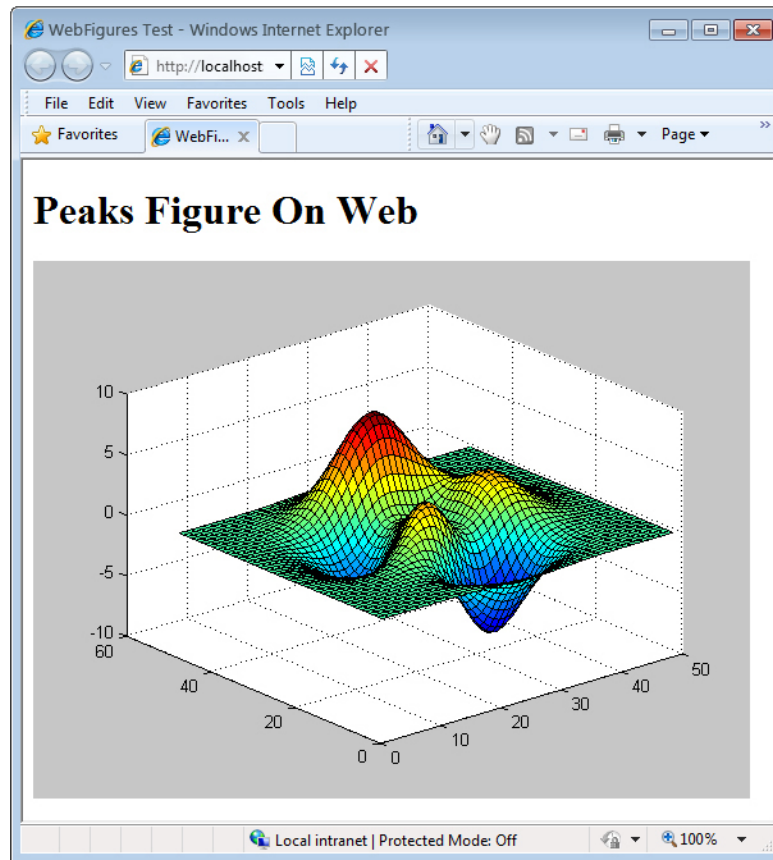 WebFigures Test - Windows Internet Explorer
http://localhost
File Edit View Favorites Tools Help
Favorites WebFi... Page
Peaks Figure On Web
10
5
0
-5
-10
60
40
20
0
0
10
20
30
40
50
Local intranet | Protected Mode: Off 100%